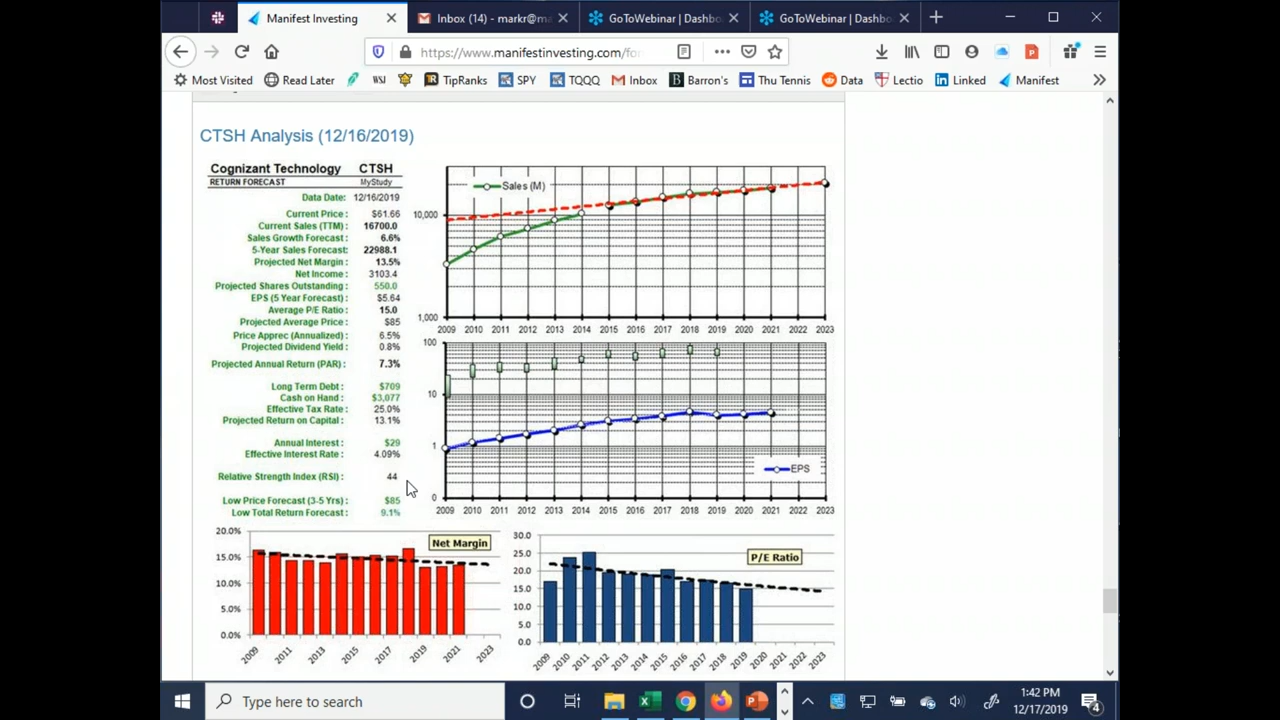 Manifest Investing
Inbox (14) - markr@ma
GoToWebinar | Dashbo
GoToWebinar | Dashbo
https://www.manifestinvesting.com/for
Most Visited
Read Later
WSJ
TipRanks
SPY
TQQQ
Inbox
Barron's
Thu Tennis
Data
Lectio
Linked
Manifest
CTSH Analysis (12/16/2019)
Cognizant Technology CTSH
RETURN FORECAST MyStudy
Data Date: 12/16/2019
Current Price: $61.66
Current Sales (TTM): 16700.0
Sales Growth Forecast: 6.6%
5-Year Sales Forecast: 22988.1
Projected Net Margin: 13.5%
Net Income: 3103.4
Projected Shares Outstanding: 550.0
EPS (5 Year Forecast): $5.64
Average P/E Ratio: 15.0
Projected Average Price: $85
Price Apprec (Annualized): 6.5%
Projected Dividend Yield: 0.8%
Projected Annual Return (PAR): 7.3%
Long Term Debt: $709
Cash on Hand: $3,077
Effective Tax Rate: 25.0%
Projected Return on Capital: 13.1%
Annual Interest: $29
Effective Interest Rate: 4.09%
Relative Strength Index (RSI): 44
Low Price Forecast (3-5 Yrs): $85
Low Total Return Forecast: 9.1%
Sales (M)
10,000
1,000
2009 2010 2011 2012 2013 2014 2015 2016 2017 2018 2019 2020 2021 2022 2023
100
10
1
0
EPS
2009 2010 2011 2012 2013 2014 2015 2016 2017 2018 2019 2020 2021 2022 2023
Net Margin
20.0%
15.0%
10.0%
5.0%
0.0%
2009 2011 2013 2015 2017 2019 2021 2023
P/E Ratio
30.0
25.0
20.0
15.0
10.0
5.0
0.0
2009 2010 2011 2012 2013 2014 2015 2016 2017 2018 2019 2020 2021 2022 2023
Type here to search
1:42 PM
12/17/2019
4